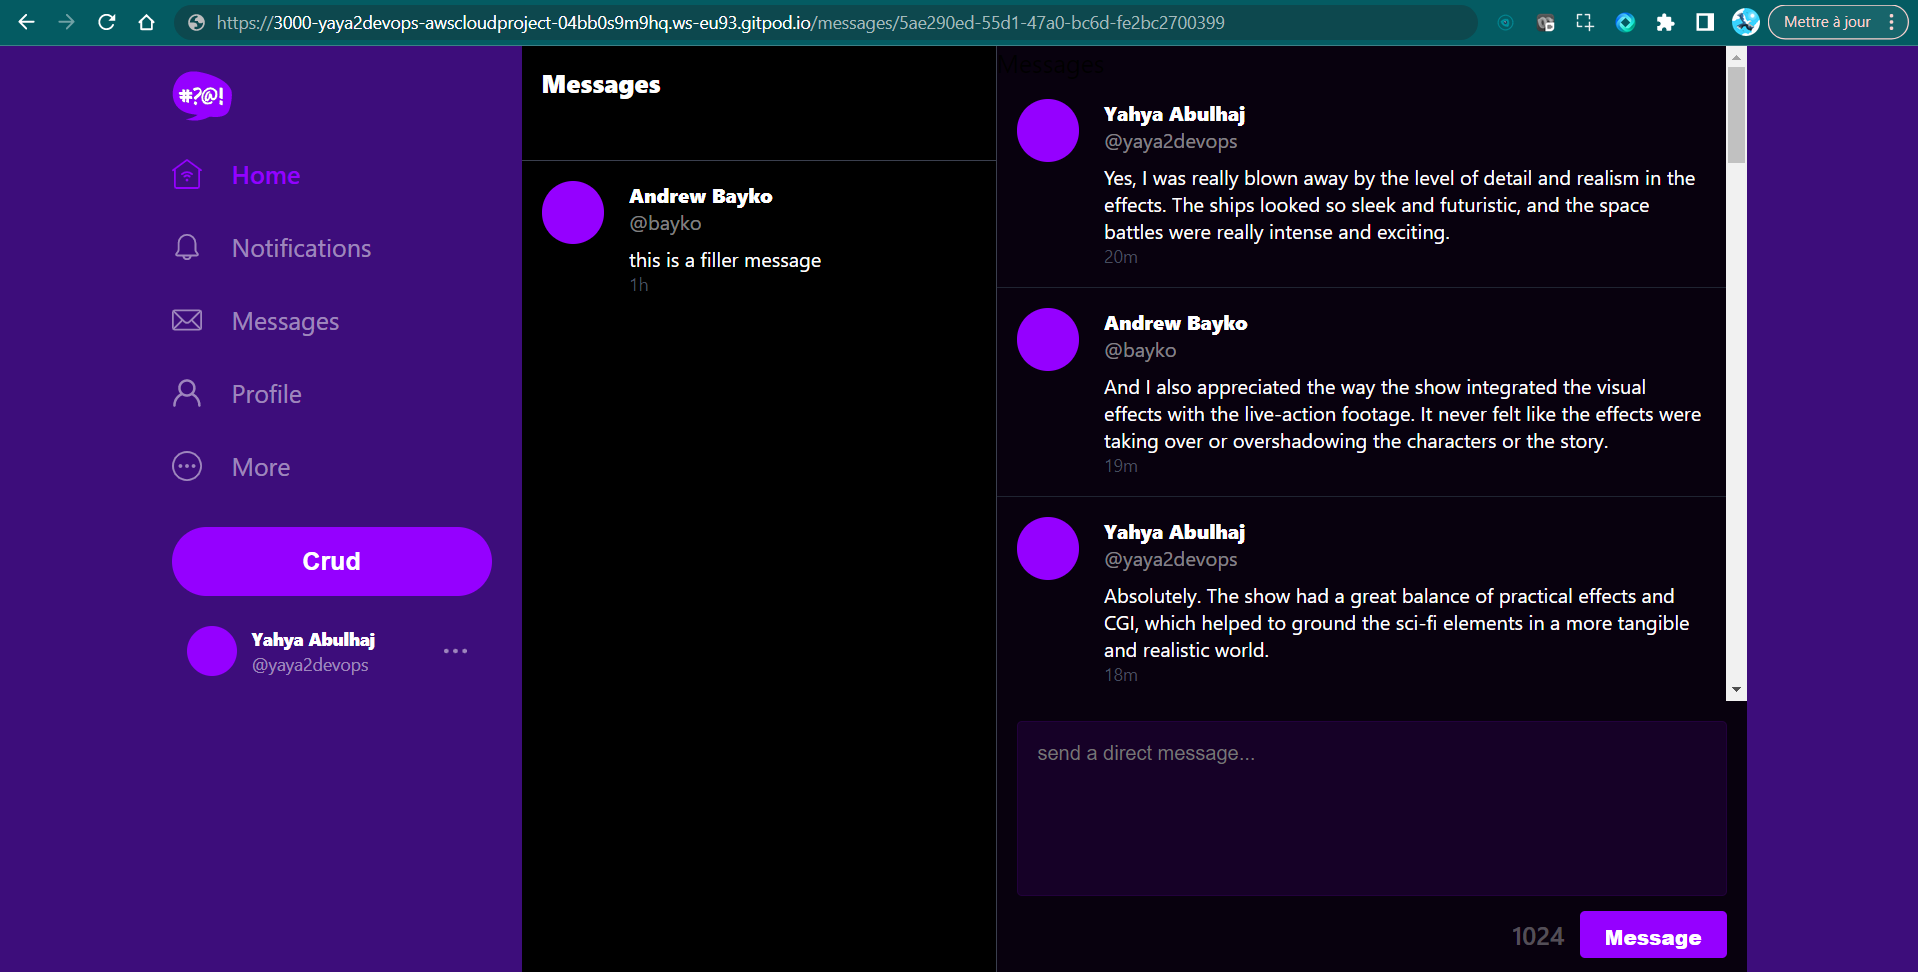 https://3000-yaya2devops-awscloudproject-04bb0s9m9hq.ws-eu93.gitpod.io/messages/5ae290ed-55d1-47a0-bc6d-fe2bc2700399
Mettre à jour
#?@!
Home
Notifications
Messages
Profile
More
Crud
Yahya Abulhaj
@yaya2devops
Messages
Andrew Bayko
@bayko
this is a filler message
1h
Messages
Yahya Abulhaj
@yaya2devops
Yes, I was really blown away by the level of detail and realism in the
effects. The ships looked so sleek and futuristic, and the space
battles were really intense and exciting.
20m
Andrew Bayko
@bayko
And I also appreciated the way the show integrated the visual
effects with the live-action footage. It never felt like the effects were
taking over or overshadowing the characters or the story.
19m
Yahya Abulhaj
@yaya2devops
Absolutely. The show had a great balance of practical effects and
CGI, which helped to ground the sci-fi elements in a more tangible
and realistic world.
18m
send a direct message...
1024
Message